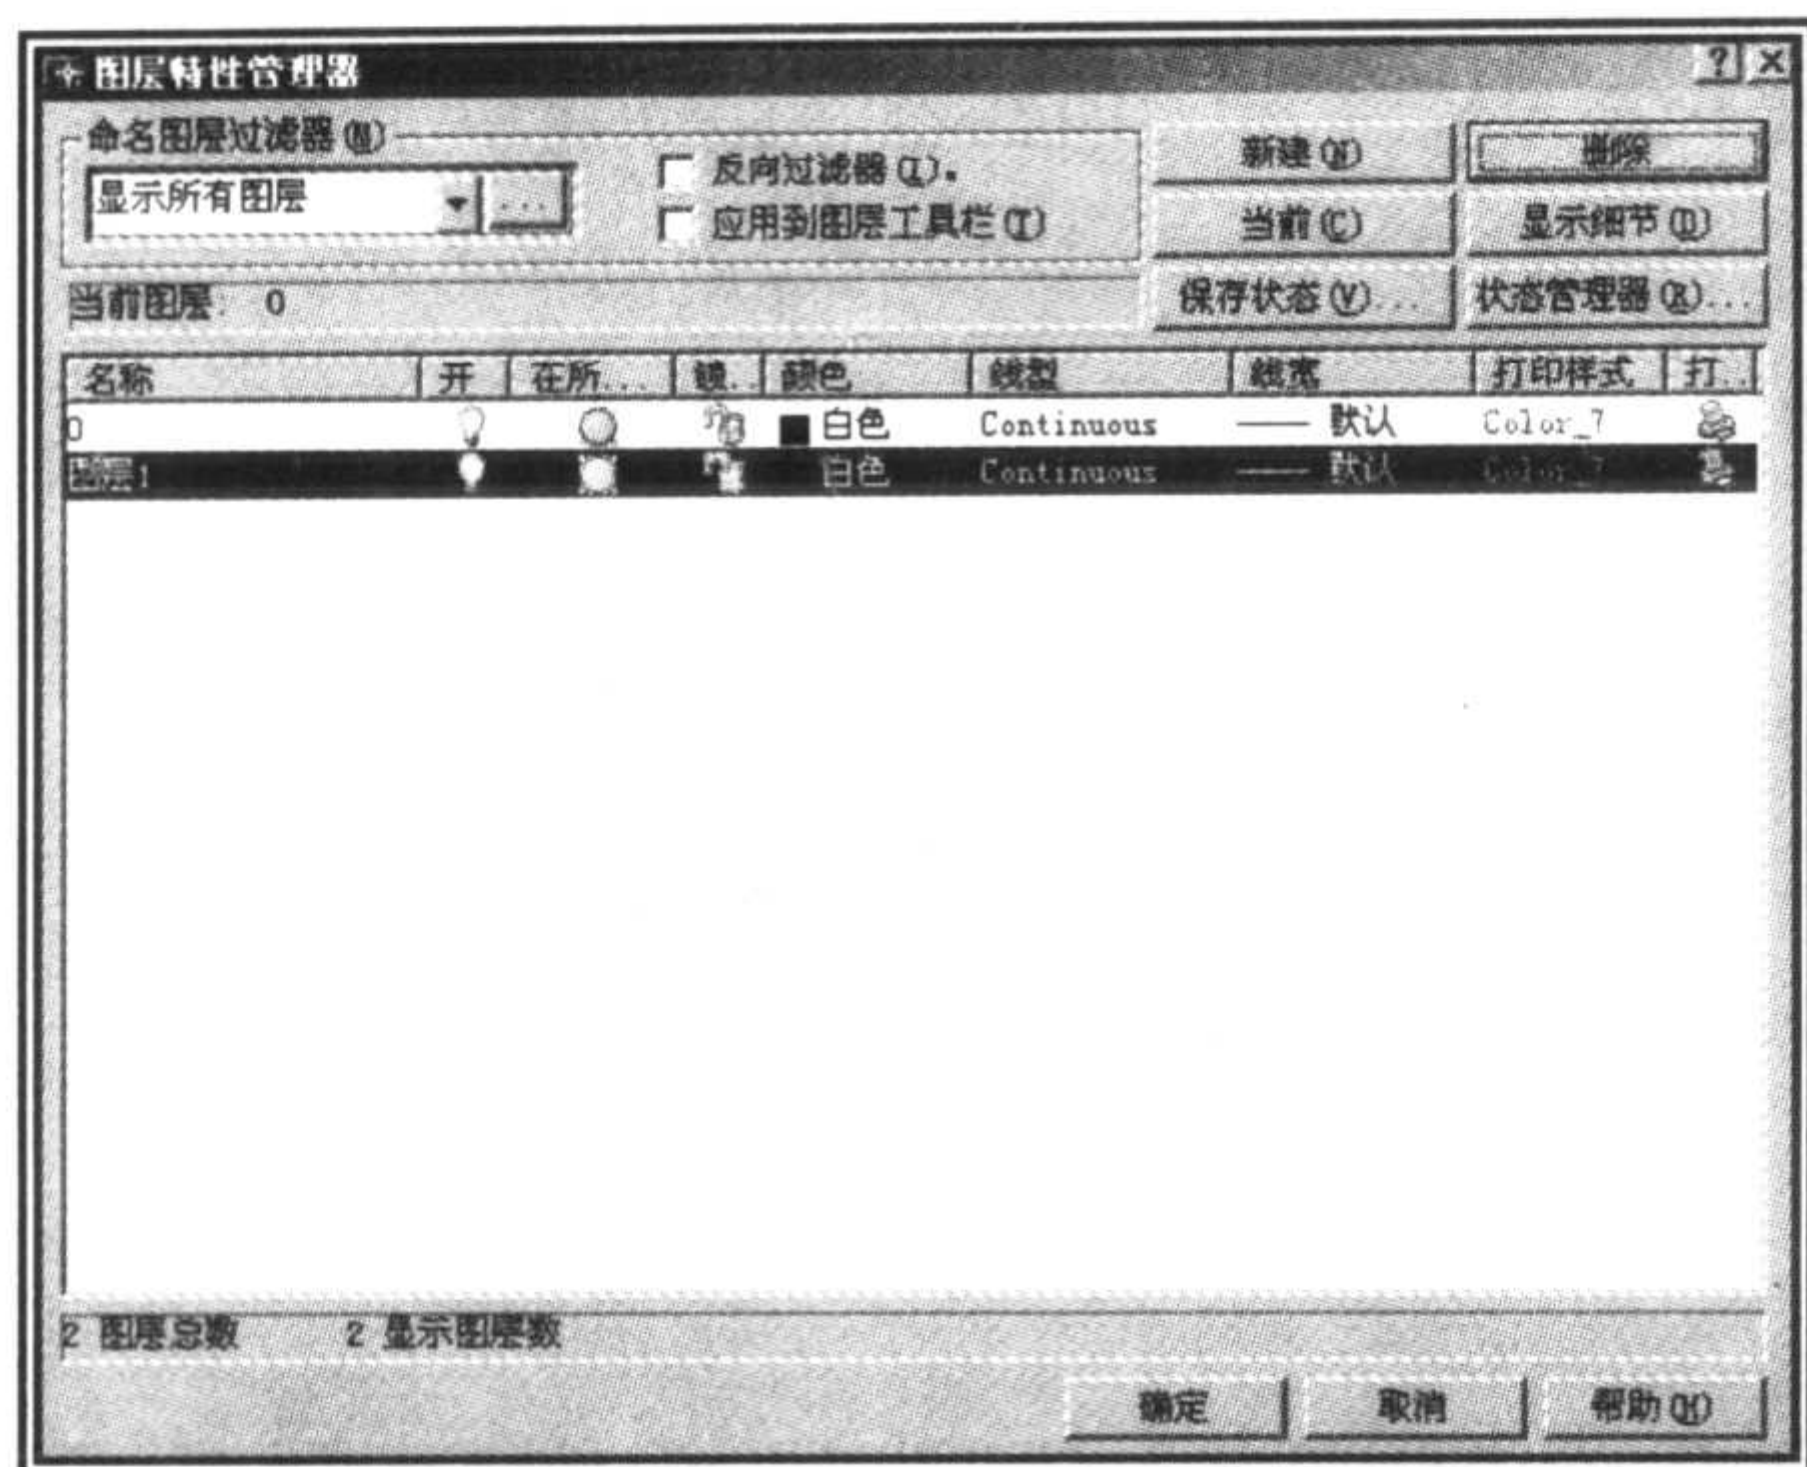 图层特性管理器
命名图层过滤器(N)
显示所有图层
...
反向过滤器(I)。
应用到图层工具栏(T)
新建(N)
删除
当前(C)
显示细节(D)
保存状态(V)...
状态管理器(R)...
当前图层: 0
名称 开 在所... 锁.. 颜色 线型 线宽 打印样式 打..
0 白色 Continuous 默认 Color_7
图层1 白色 Continuous 默认 Color_7
2 图层总数 2 显示图层数
确定 取消 帮助(H)